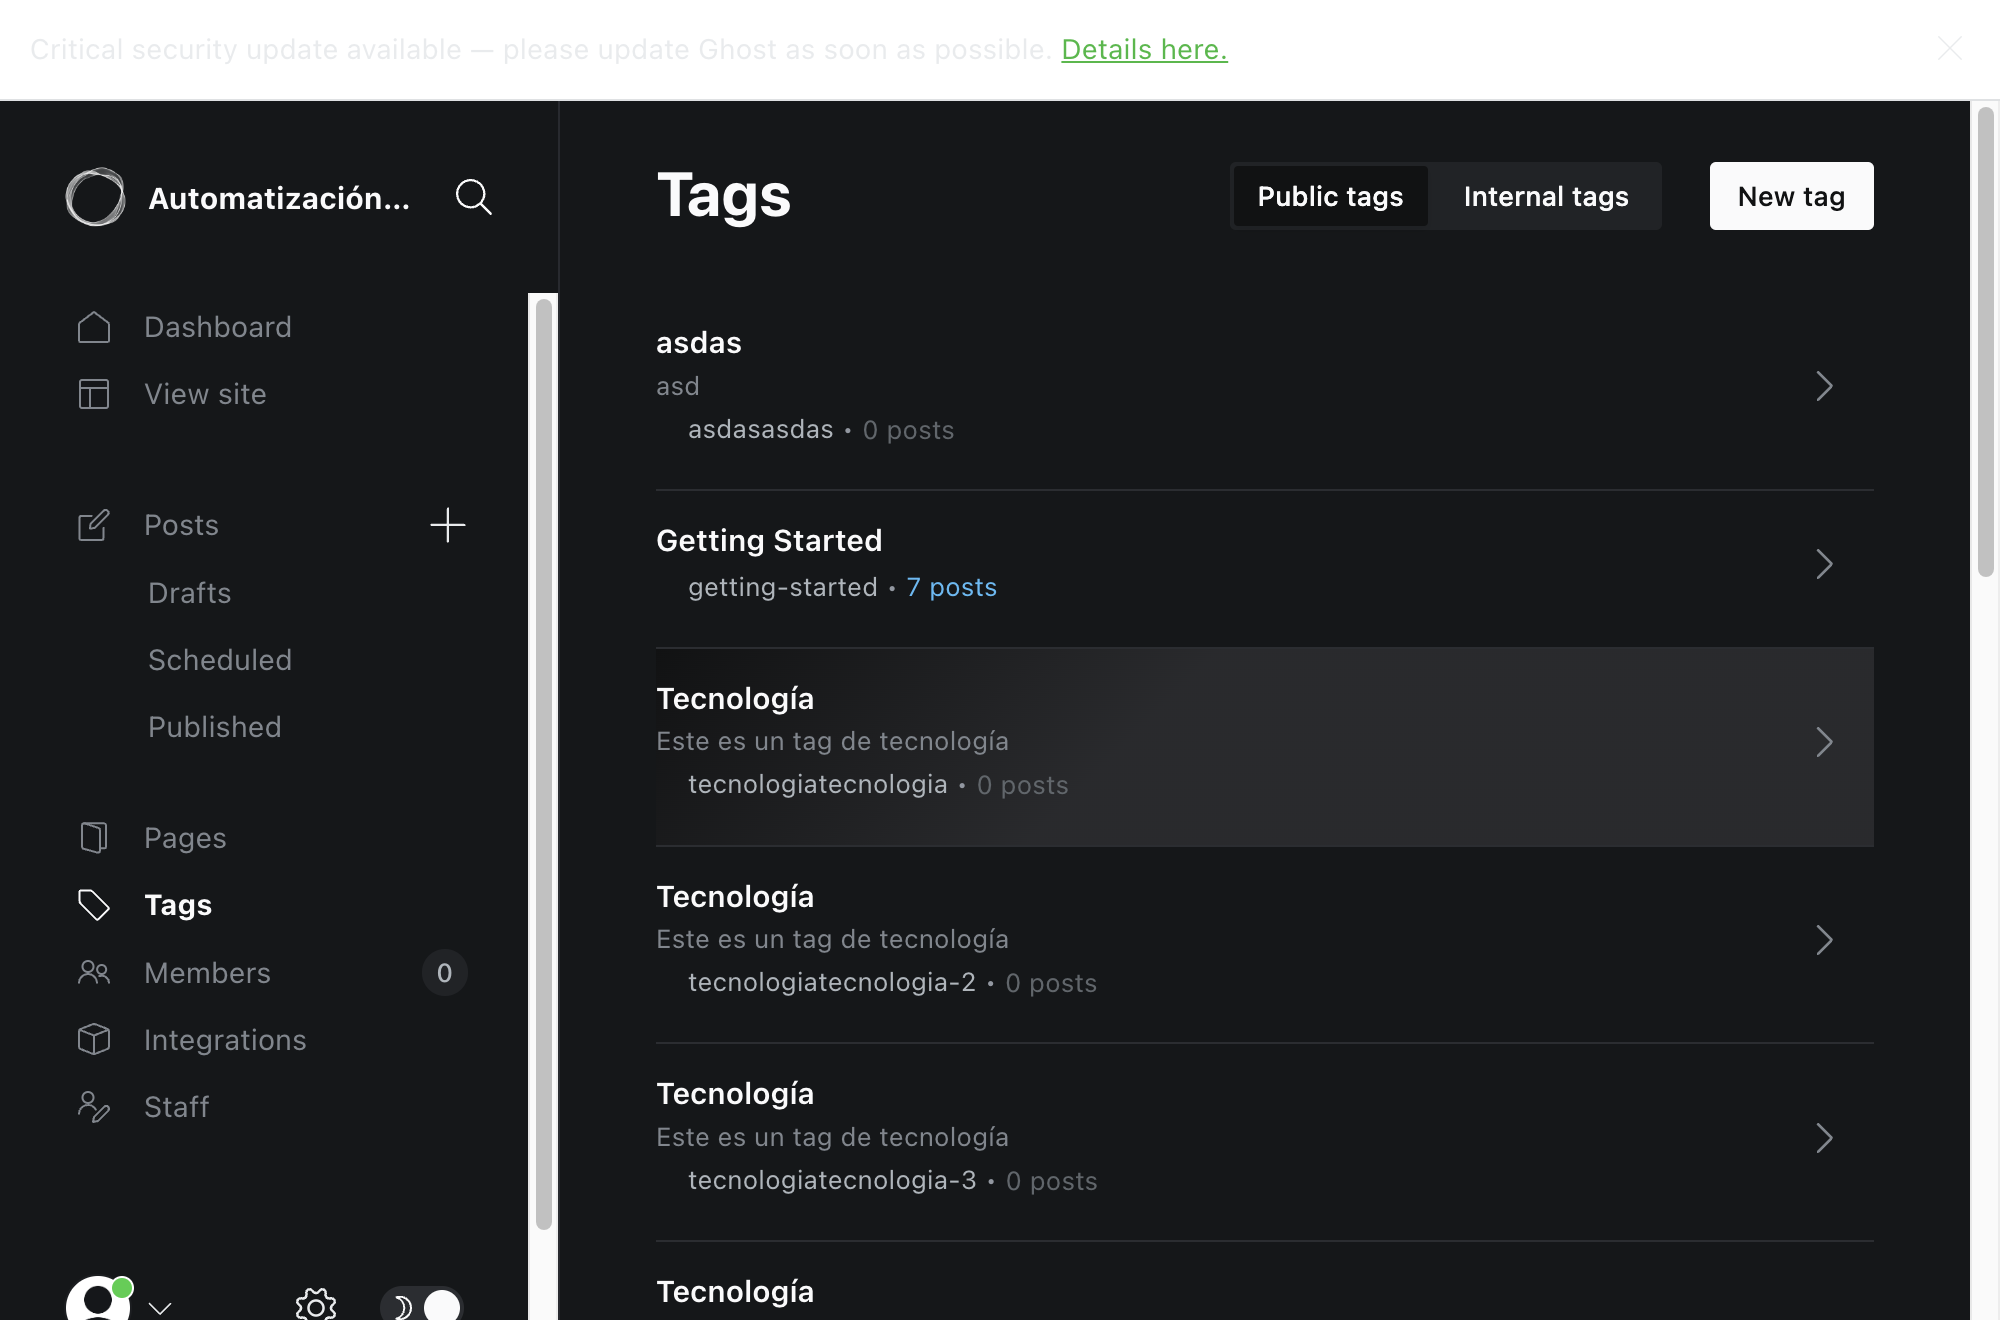 Critical security update available — please update Ghost as soon as possible. Details here.
Automatización...
Dashboard
View site
Posts
Drafts
Scheduled
Published
Pages
Tags
Members 0
Integrations
Staff
Tags
Public tags
Internal tags
New tag
asdas
asd
asdasasdas • 0 posts
Getting Started
getting-started • 7 posts
Tecnología
Este es un tag de tecnología
tecnologiatecnologia • 0 posts
Tecnología
Este es un tag de tecnología
tecnologiatecnologia-2 • 0 posts
Tecnología
Este es un tag de tecnología
tecnologiatecnologia-3 • 0 posts
Tecnología